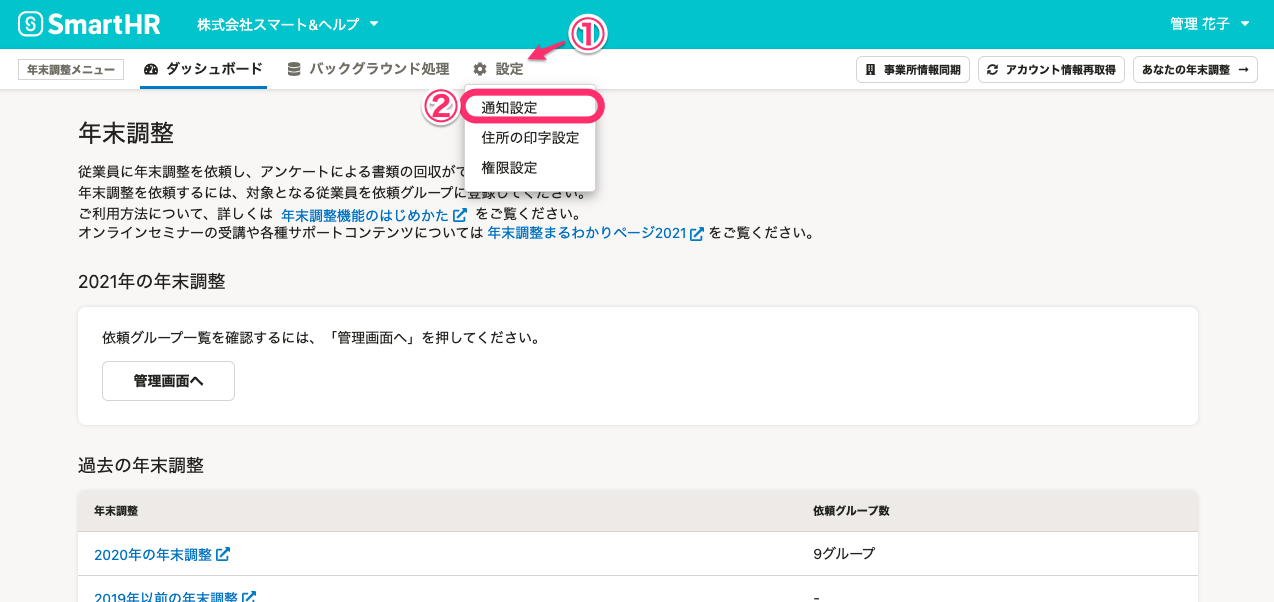 SmartHR 株式会社スマート&ヘルプ 管理 花子
①
年末調整メニュー ダッシュボード バックグラウンド処理 設定 事業所情報同期 アカウント情報再取得 あなたの年末調整 →
② 通知設定
住所の印字設定
権限設定
年末調整
従業員に年末調整を依頼し、アンケートによる書類の回収がで
年末調整を依頼するには、対象となる従業員を依頼グループに登録してください。
ご利用方法について、詳しくは 年末調整機能のはじめかた をご覧ください。
オンラインセミナーの受講や各種サポートコンテンツについては 年末調整まるわかりページ2021 をご覧ください。
2021年の年末調整
依頼グループ一覧を確認するには、「管理画面へ」を押してください。
管理画面へ
過去の年末調整
年末調整 依頼グループ数
2020年の年末調整 9グループ
2019年以前の年末調整 -